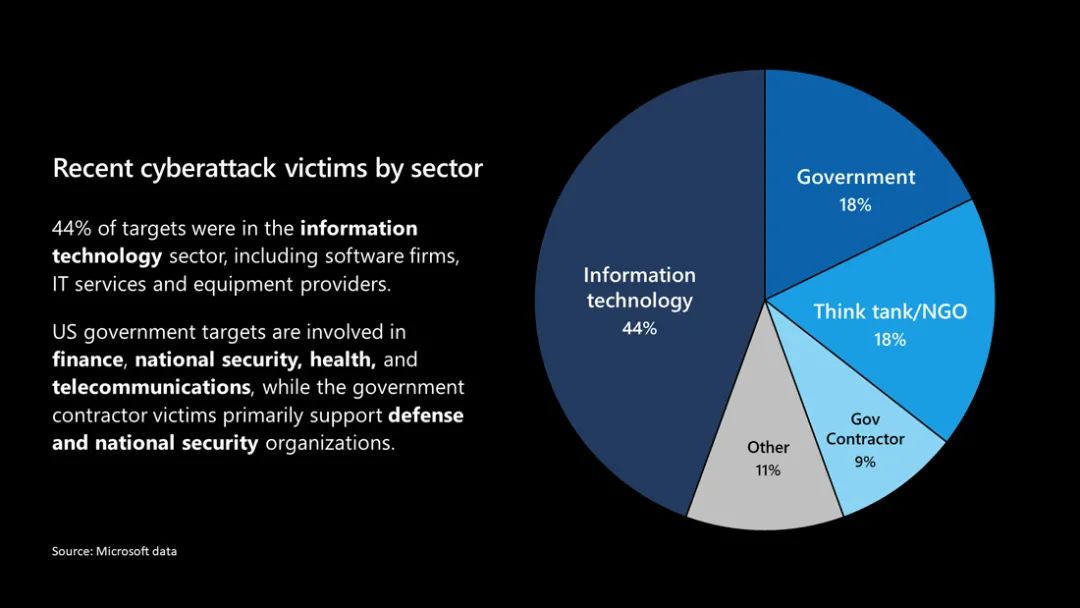 Recent cyberattack victims by sector
44% of targets were in the information
technology sector, including software firms,
IT services and equipment providers.
US government targets are involved in
finance, national security, health, and
telecommunications, while the government
contractor victims primarily support defense
and national security organizations.
Source: Microsoft data
Government
18%
Think tank/NGO
18%
Gov
Contractor
9%
Other
11%
Information
technology
44%